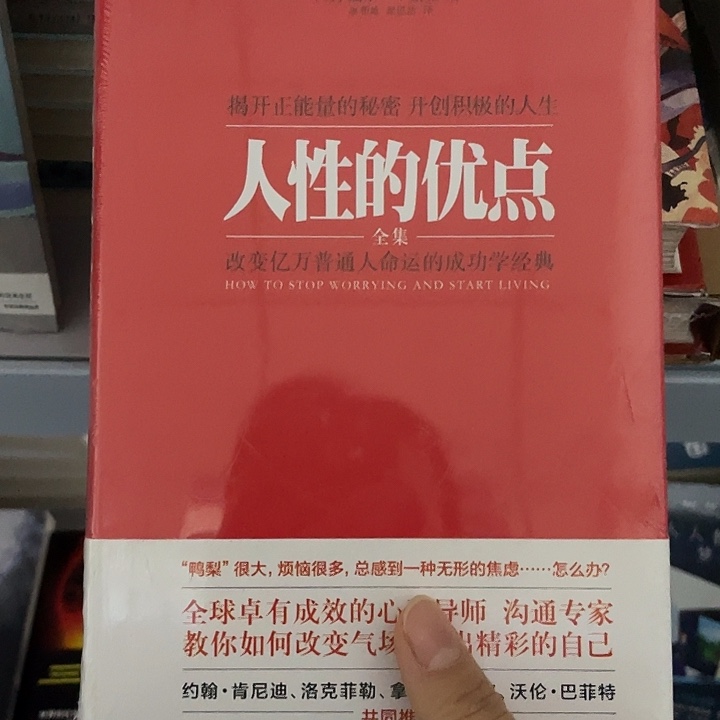 揭开正能量的秘密 开创积极的人生
人性的优点
全集
改变亿万普通人命运的成功学经典
HOW TO STOP WORRYING AND START LIVING
“鸭梨”很大，烦恼很多，总感到一种无形的焦虑……怎么办？
全球卓有成效的心 导师 沟通专家
教你如何改变气场 出精彩的自己
约翰·肯尼迪、洛克菲勒、拿 、沃伦·巴菲特
共同推